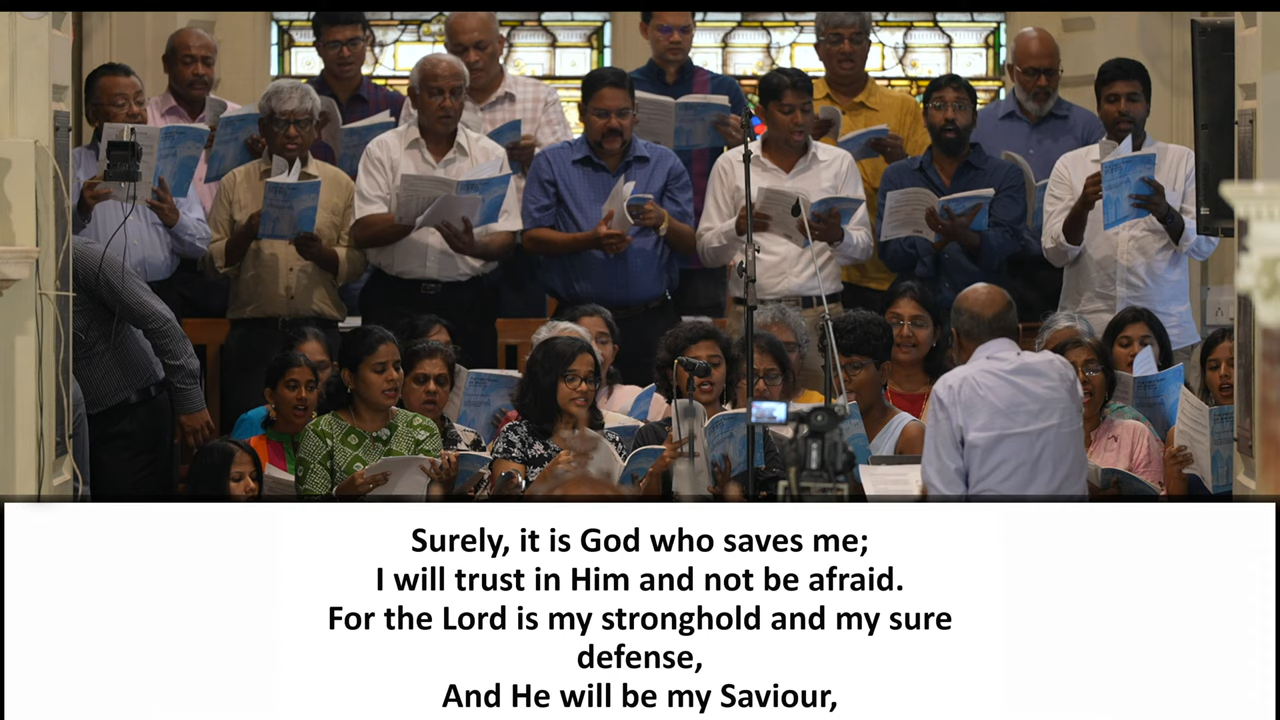 Surely, it is God who saves me;
I will trust in Him and not be afraid.
For the Lord is my stronghold and my sure
defense,
And He will be my Saviour,